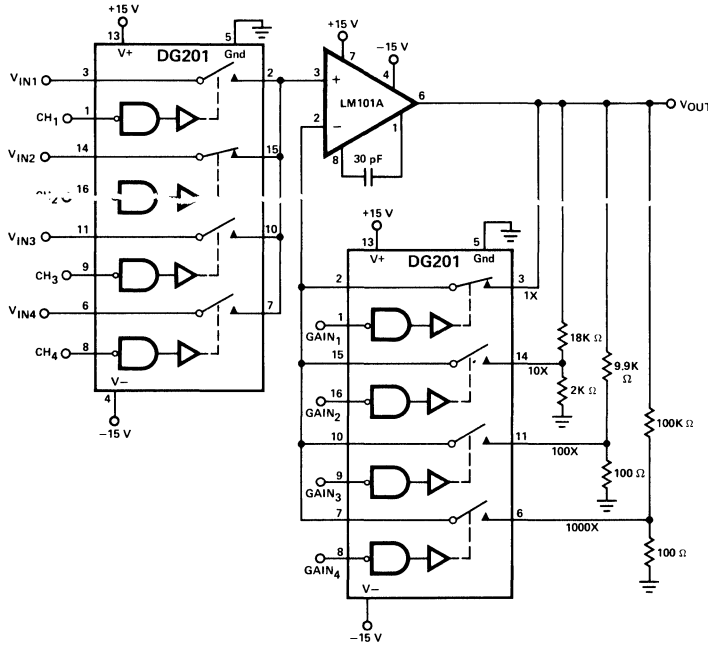 +15 V
13
5
V+
DG201
Gnd
VIN1
3
2
CH1
1
VIN2
14
15
16
VIN3
11
10
CH3
9
VIN4
6
7
CH4
8
V−
4
−15 V
+15 V
7
−15 V
4
3
+
LM101A
6
2
−
1
8
30 pF
VOUT
+15 V
13
5
V+
Gnd
DG201
2
3
1X
GAIN1
1
15
14
10X
GAIN2
16
10
11
100X
GAIN3
9
7
6
1000X
GAIN4
8
V−
−15 V
18K Ω
2K Ω
9.9K
Ω
100 Ω
100K Ω
100 Ω